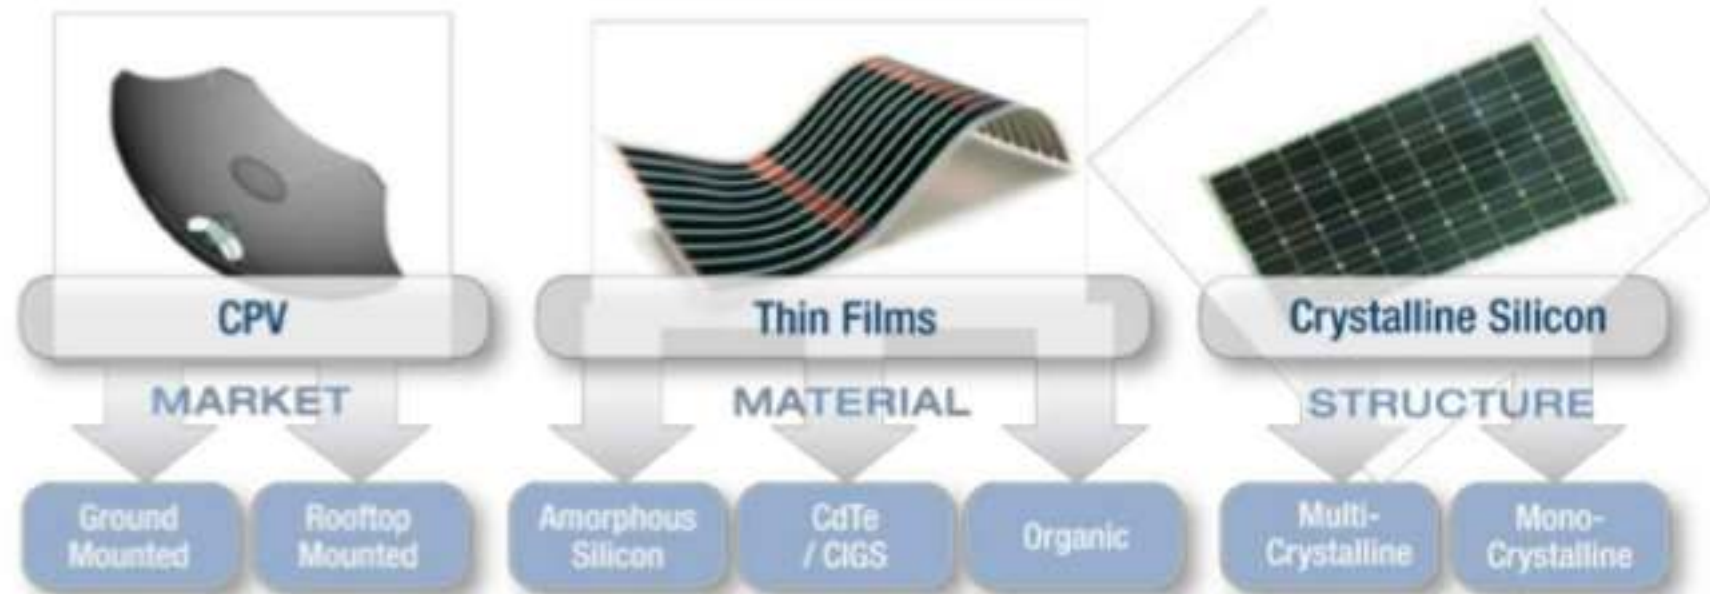 CPV
Thin Films
Crystalline Silicon
MARKET
MATERIAL
STRUCTURE
Ground
Mounted
Rooftop
Mounted
Amorphous
Silicon
CdTe
/ CIGS
Organic
Multi-
Crystalline
Mono-
Crystalline